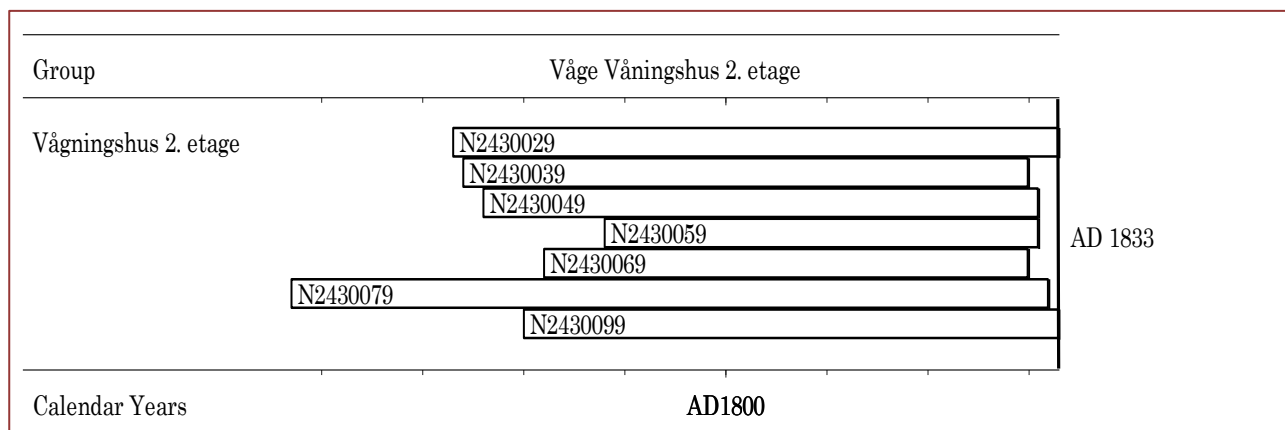 Group Våge Våningshus 2. etage
Vågningshus 2. etage
N2430029
N2430039
N2430049
N2430059
N2430069
N2430079
N2430099
AD 1833
Calendar Years AD1800